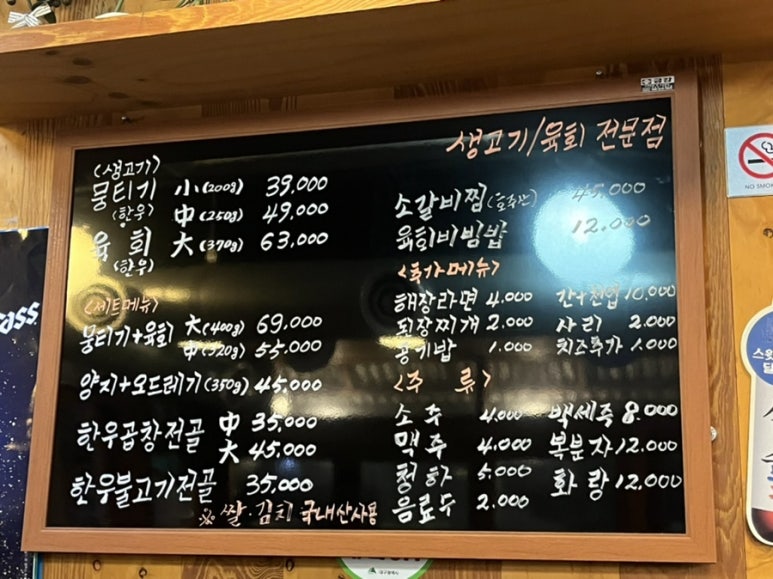 생고기/육회 전문점
(생고기)
뭉티기 小(200g) 39,000
(한우) 中(250g) 49,000
육회 大(370g) 63,000
(한우)
<세트메뉴>
뭉티기+육회 大(400g) 69,000
中(320g) 55,000
양지+오드레기(350g) 45,000
한우곱창전골 中 35,000
大 45,000
한우불고기전골 35,000
※ 쌀·김치 국내산사용
소갈비찜(호주산) 45,000
육회비빔밥 12,000
<추가메뉴>
해장라면 4,000 간+천엽 10,000
된장찌개 2,000 사리 2,000
공기밥 1,000 치즈추가 1,000
<주류>
소주 4,000 백세주 8,000
맥주 4,000 복분자 12,000
청하 5,000 화랑 12,000
음료수 2,000
NO SMOK
ass